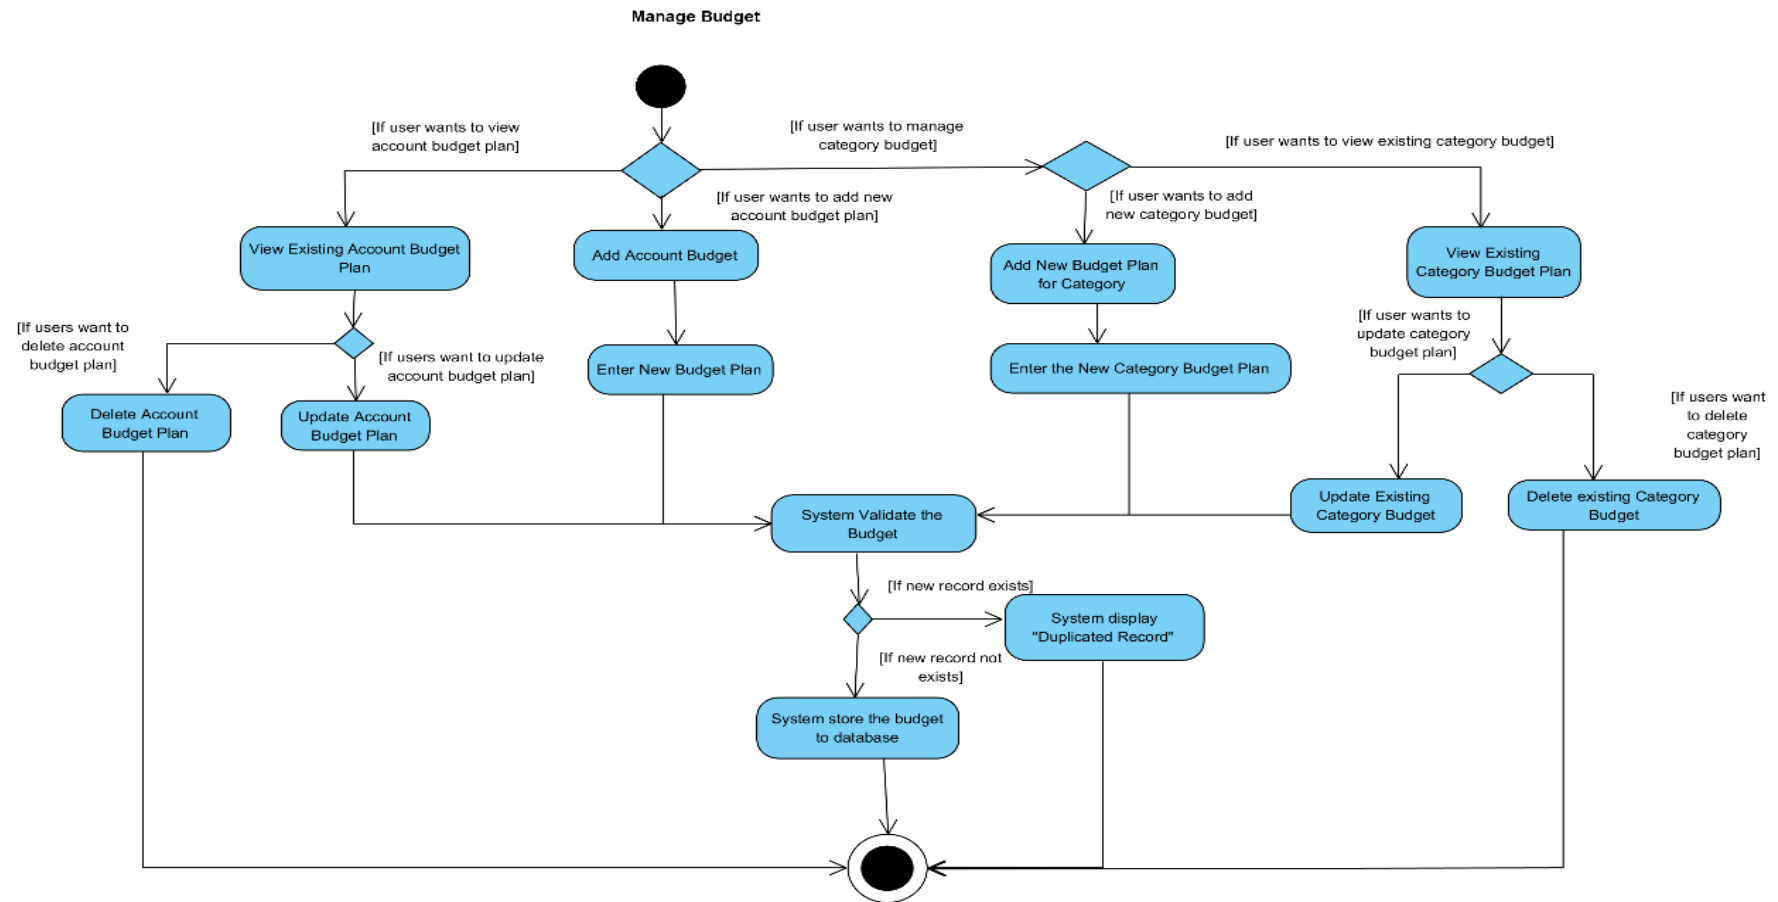 Manage Budget
[If user wants to view
account budget plan]
[If user wants to manage
category budget]
[If user wants to view existing category budget]
[If user wants to add new
account budget plan]
[If user wants to add
new category budget]
View Existing Account Budget
Plan
Add Account Budget
Add New Budget Plan
for Category
View Existing
Category Budget Plan
[If users want to
delete account
budget plan]
[If users want to update
account budget plan]
[If user wants to
update category
budget plan]
Enter New Budget Plan
Enter the New Category Budget Plan
[If users want
to delete
category
budget plan]
Delete Account
Budget Plan
Update Account
Budget Plan
System Validate the
Budget
Update Existing
Category Budget
Delete existing Category
Budget
[If new record exists]
System display
"Duplicated Record"
[If new record not
exists]
System store the budget
to database